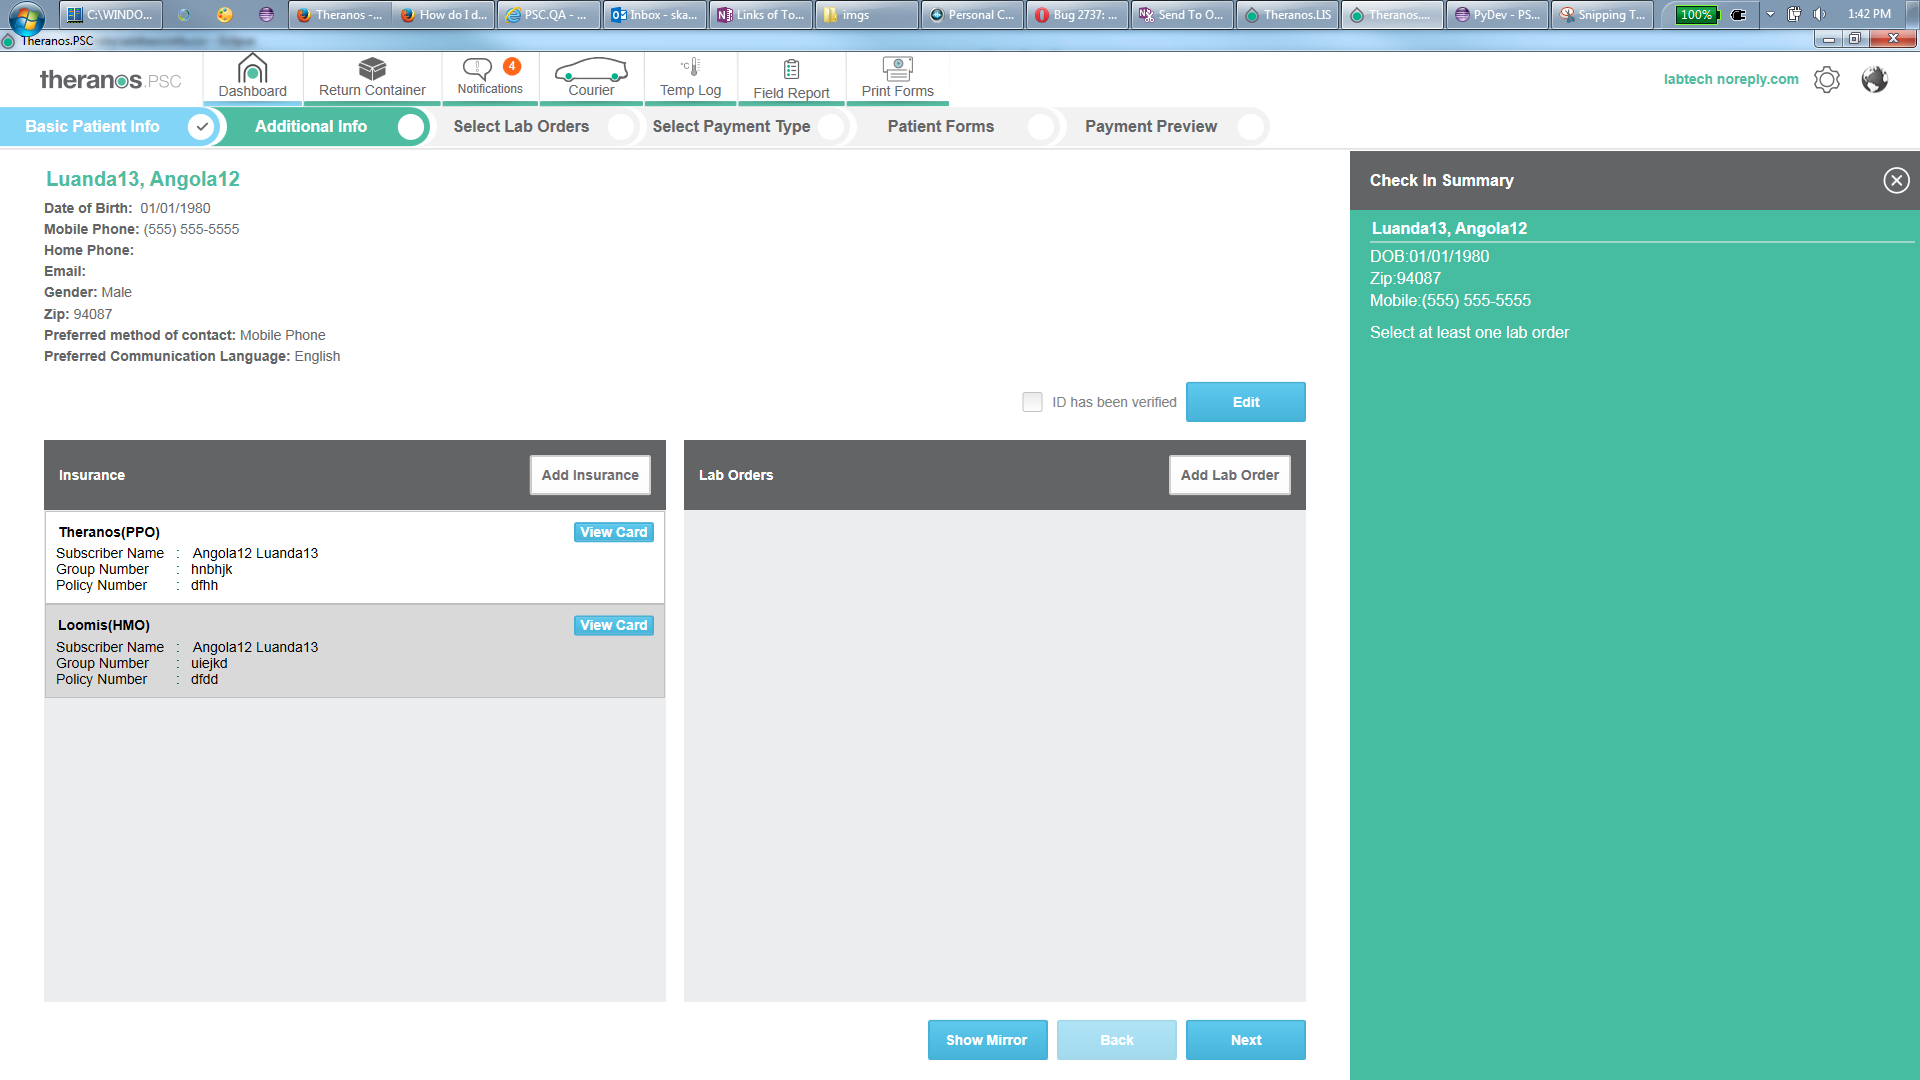 C:\WINDO...
Theranos -...
How do I d...
PSC.QA - ...
Inbox - ska...
Links of To...
imgs
Personal C...
Bug 2737: ...
Send To O...
Theranos.LIS
Theranos....
PyDev - PS...
Snipping T...
100%
1:42 PM
Theranos.PSC
theranos.PSC
Dashboard
Return Container
4
Notifications
Courier
°C
Temp Log
Field Report
Print Forms
labtech noreply.com
Basic Patient Info
Additional Info
Select Lab Orders
Select Payment Type
Patient Forms
Payment Preview
Luanda13, Angola12
Date of Birth: 01/01/1980
Mobile Phone: (555) 555-5555
Home Phone:
Email:
Gender: Male
Zip: 94087
Preferred method of contact: Mobile Phone
Preferred Communication Language: English
ID has been verified
Edit
Insurance
Add Insurance
Theranos(PPO)
View Card
Subscriber Name : Angola12 Luanda13
Group Number : hnbhjk
Policy Number : dfhh
Loomis(HMO)
View Card
Subscriber Name : Angola12 Luanda13
Group Number : uiejkd
Policy Number : dfdd
Lab Orders
Add Lab Order
Show Mirror
Back
Next
Check In Summary
Luanda13, Angola12
DOB:01/01/1980
Zip:94087
Mobile:(555) 555-5555
Select at least one lab order